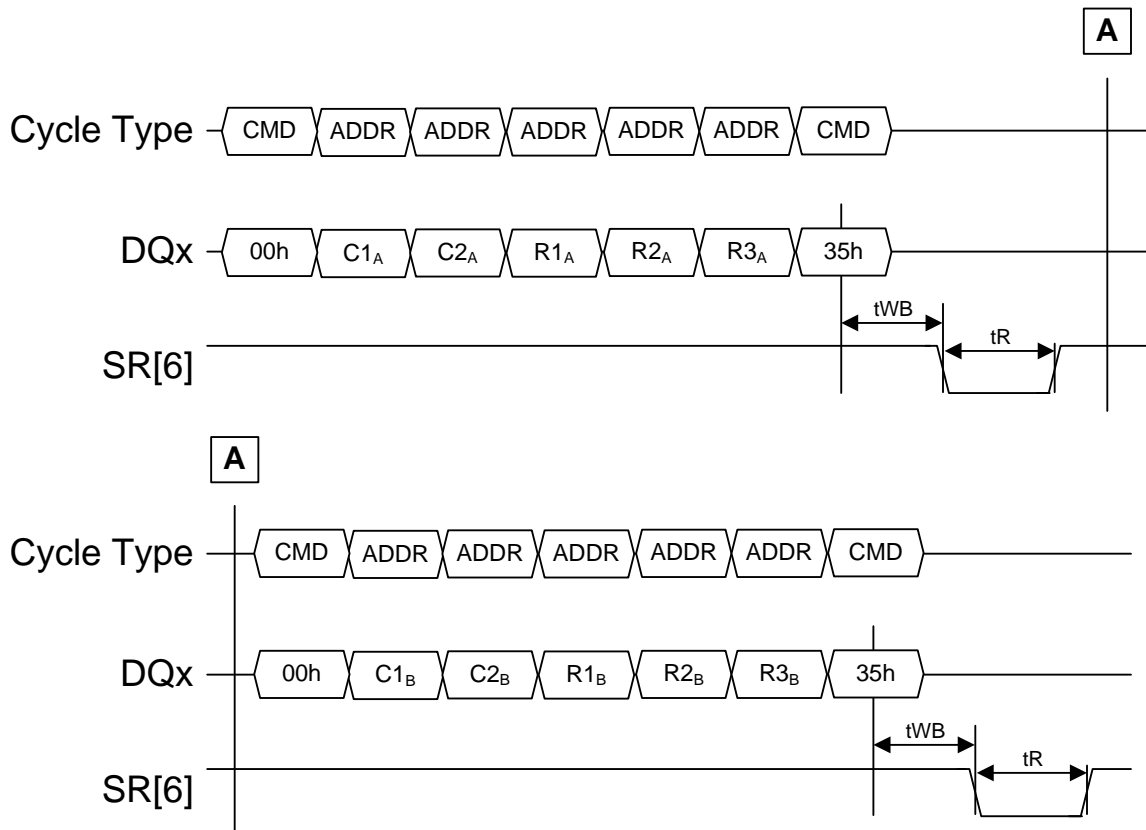 A
Cycle Type CMD ADDR ADDR ADDR ADDR ADDR CMD
DQx 00h C1A C2A R1A R2A R3A 35h
tWB
tR
SR[6]
A
Cycle Type CMD ADDR ADDR ADDR ADDR ADDR CMD
DQx 00h C1B C2B R1B R2B R3B 35h
tWB
tR
SR[6]